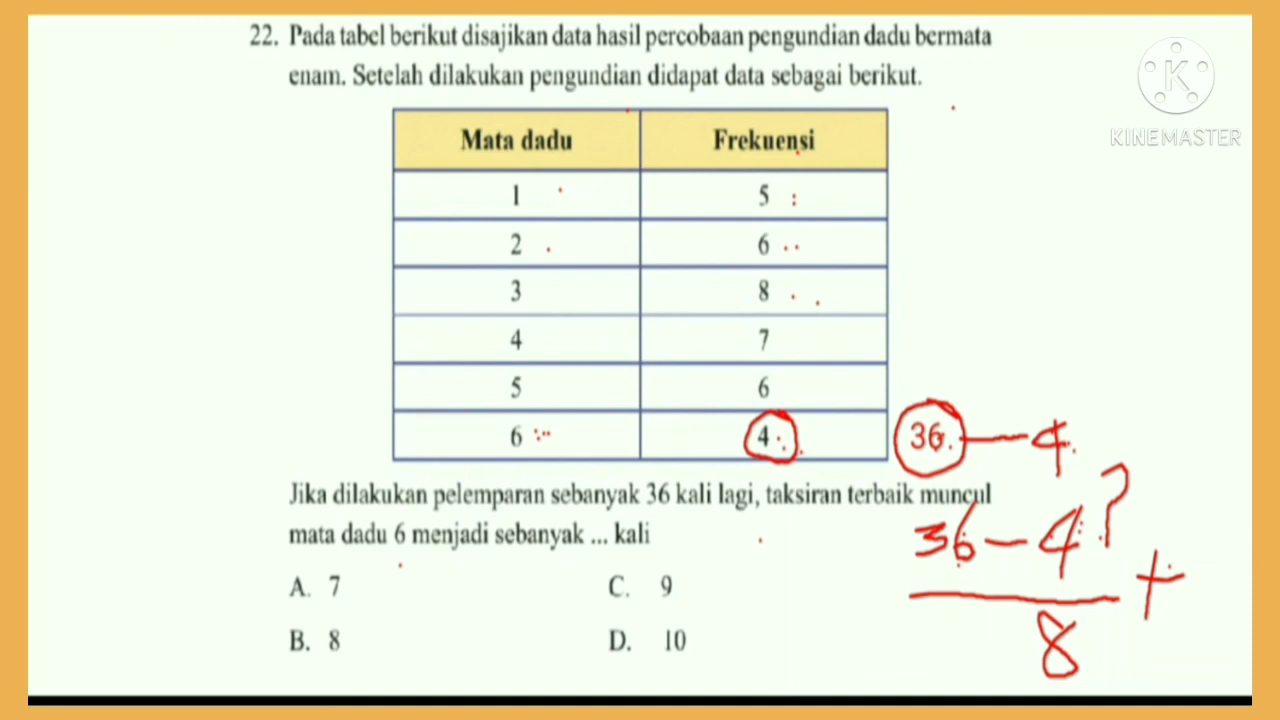 22. Pada tabel berikut disajikan data hasil percobaan pengundian dadu bermata
enam. Setelah dilakukan pengundian didapat data sebagai berikut.
K
KINEMASTER
Mata dadu Frekuensi
1 5
2 6
3 8
4 7
5 6
6 4 36 — 4
Jika dilakukan pelemparan sebanyak 36 kali lagi, taksiran terbaik muncul
mata dadu 6 menjadi sebanyak ... kali
36 — 4 ?
+
8
A. 7 C. 9
B. 8 D. 10